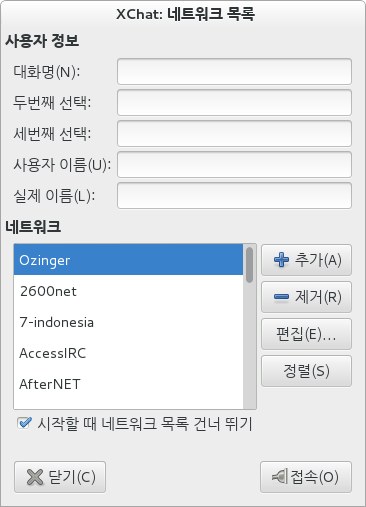 XChat: 네트워크 목록
사용자 정보
대화명(N):
두번째 선택:
세번째 선택:
사용자 이름(U):
실제 이름(L):
네트워크
Ozinger
2600net
7-indonesia
AccessIRC
AfterNET
추가(A)
제거(R)
편집(E)...
정렬(S)
시작할 때 네트워크 목록 건너 뛰기
닫기(C)
접속(O)